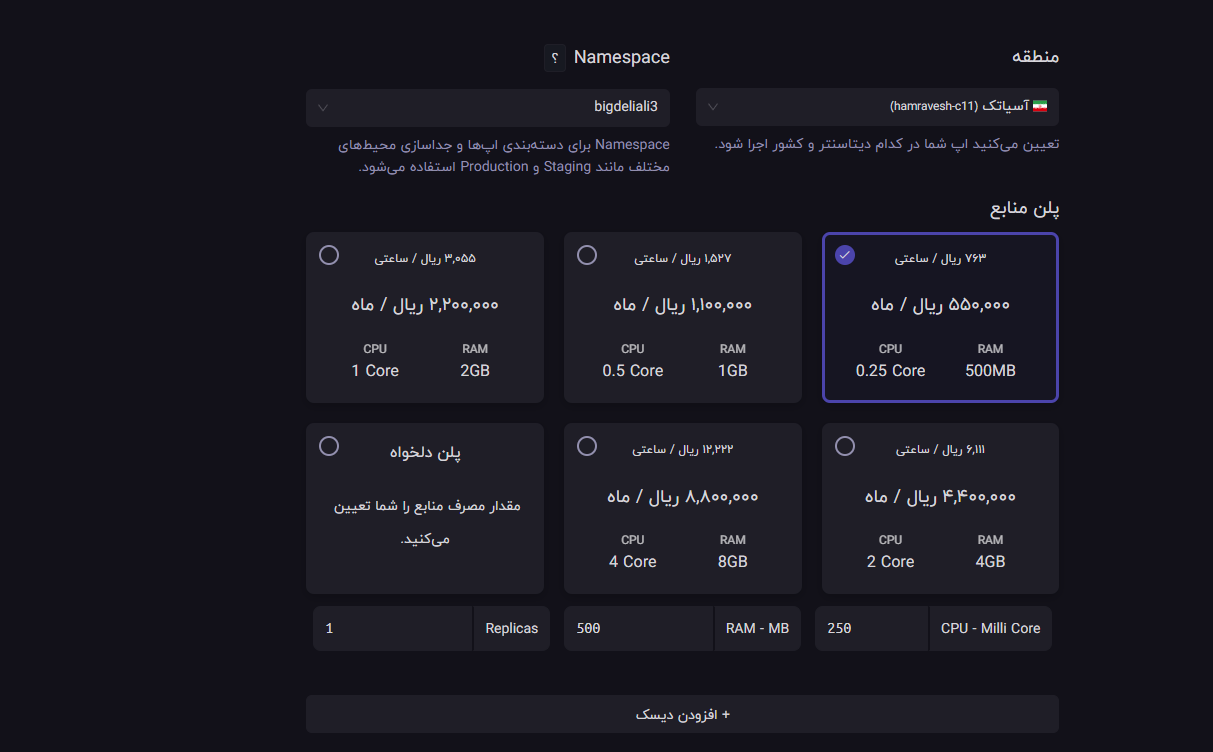 منطقه
آسیاتک (hamravesh-c11)
تعیین می‌کنید اپ شما در کدام دیتاسنتر و کشور اجرا شود.
Namespace ؟
bigdeliali3
Namespace برای دسته‌بندی اپ‌ها و جداسازی محیط‌های
مختلف مانند Staging و Production استفاده می‌شود.
پلن منابع
۷۶۳ ریال / ساعتی
۵۵۰,۰۰۰ ریال / ماه
RAM CPU
500MB 0.25 Core
۱,۵۲۷ ریال / ساعتی
۱,۱۰۰,۰۰۰ ریال / ماه
RAM CPU
1GB 0.5 Core
۳,۰۵۵ ریال / ساعتی
۲,۲۰۰,۰۰۰ ریال / ماه
RAM CPU
2GB 1 Core
۶,۱۱۱ ریال / ساعتی
۴,۴۰۰,۰۰۰ ریال / ماه
RAM CPU
4GB 2 Core
۱۲,۲۲۲ ریال / ساعتی
۸,۸۰۰,۰۰۰ ریال / ماه
RAM CPU
8GB 4 Core
پلن دلخواه
مقدار مصرف منابع را شما تعیین
می‌کنید.
CPU - Milli Core 250
RAM - MB 500
Replicas 1
+ افزودن دیسک